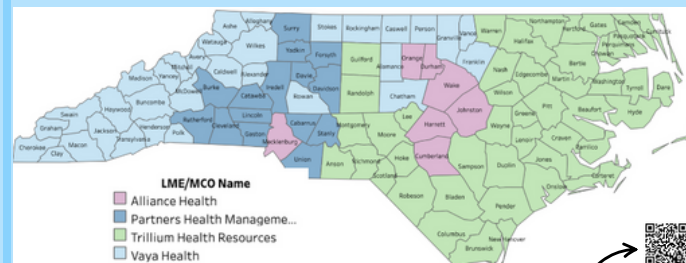 Ashe Alleghany Surry Stokes Rockingham Caswell Person Granville Vance Warren Northampton Gates Camden Currituck
Hertford Pasquotank
Watauga Wilkes Yadkin Forsyth Halifax Perquimans
Guilford Alamance Orange Durham Franklin Bertie Chowan
Avery
Mitchell Caldwell Alexander Davie Nash Edgecombe Martin Washington Tyrrell Dare
Madison Yancey Iredell Davidson Randolph Wake Wilson
McDowell Burke Catawba Rowan Chatham Pitt Beaufort Hyde
Buncombe Johnston Greene
Swain Haywood Rutherford Lincoln Lee Wayne
Graham Henderson Cleveland Gaston Cabarrus Stanly Montgomery Moore Harrett Lenoir Craven Pamlico
Cherokee Macon Jackson Transylvania Polk Mecklenburg Cumberland Jones
Clay Union Anson Richmond Hoke Sampson Duplin Carteret
Scotland Onslow
Robeson Bladen Pender
Columbus New Hanover
Brunswick
LME/MCO Name
Alliance Health
Partners Health Manageme...
Trillium Health Resources
Vaya Health